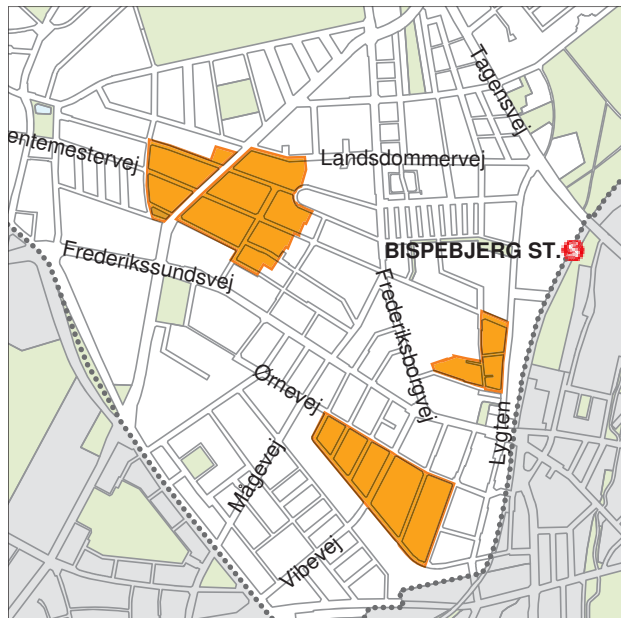 Tagensvej
entemestervej
Landsdommervej
BISPEBJERG ST.
S
Frederikssundsvej
Frederiksborgvej
Ørnevej
Lygten
Mågevej
Vibevej